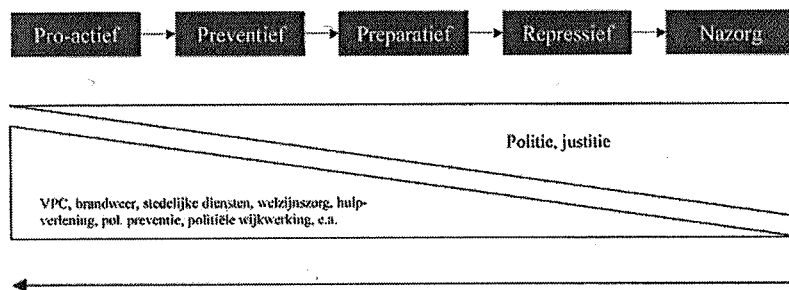 Pro-actief
Preventief
Preparatief
Repressief
Nazorg
Politie, justitie
VPC, brandweer, stedelijke diensten, welzijnszorg, hulp-
verlening, pol. preventie, politiële wijkwerking, e.a.